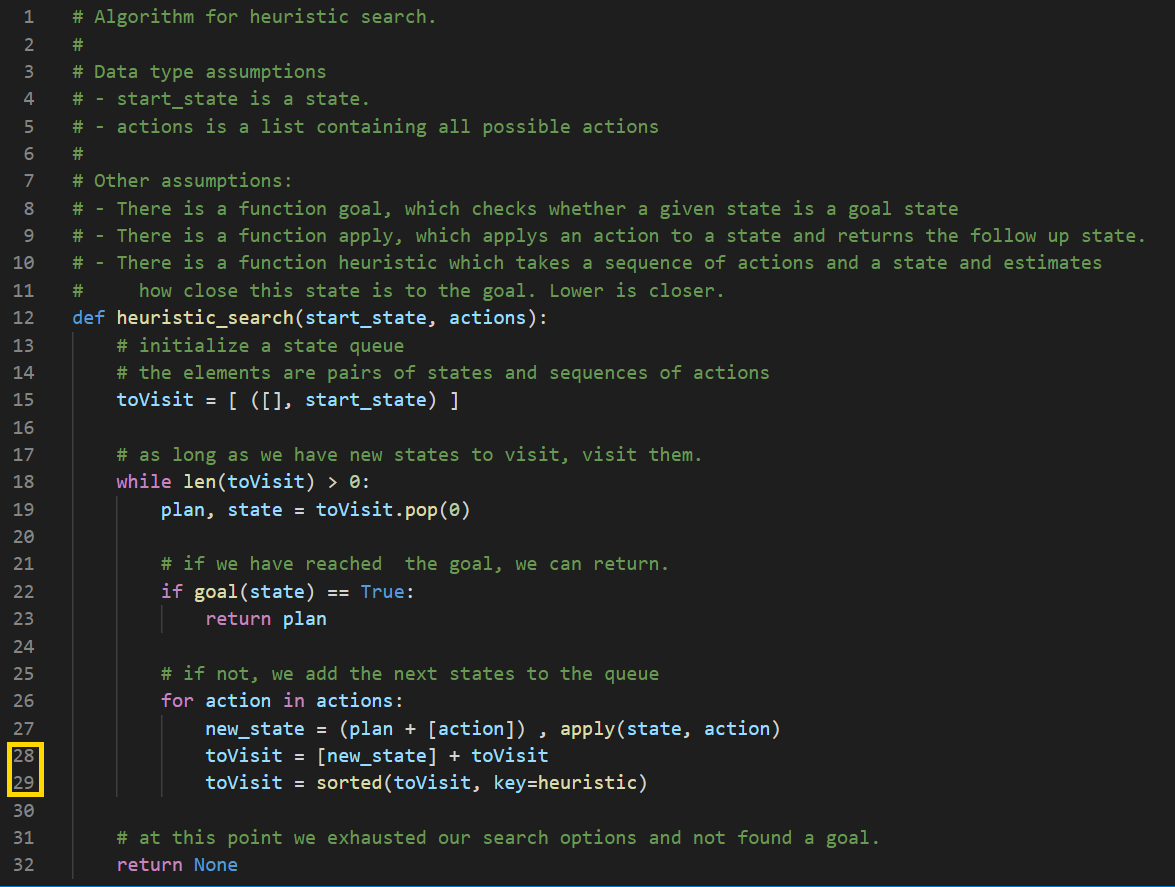 1 # Algorithm for heuristic search.
2 #
3 # Data type assumptions
4 # - start_state is a state.
5 # - actions is a list containing all possible actions
6 #
7 # Other assumptions:
8 # - There is a function goal, which checks whether a given state is a goal state
9 # - There is a function apply, which applys an action to a state and returns the follow up state.
10 # - There is a function heuristic which takes a sequence of actions and a state and estimates
11 #     how close this state is to the goal. Lower is closer.
12 def heuristic_search(start_state, actions):
13     # initialize a state queue
14     # the elements are pairs of states and sequences of actions
15     toVisit = [ ([], start_state) ]
16
17     # as long as we have new states to visit, visit them.
18     while len(toVisit) > 0:
19         plan, state = toVisit.pop(0)
20
21         # if we have reached  the goal, we can return.
22         if goal(state) == True:
23             return plan
24
25         # if not, we add the next states to the queue
26         for action in actions:
27             new_state = (plan + [action]) , apply(state, action)
28             toVisit = [new_state] + toVisit
29             toVisit = sorted(toVisit, key=heuristic)
30
31     # at this point we exhausted our search options and not found a goal.
32     return None